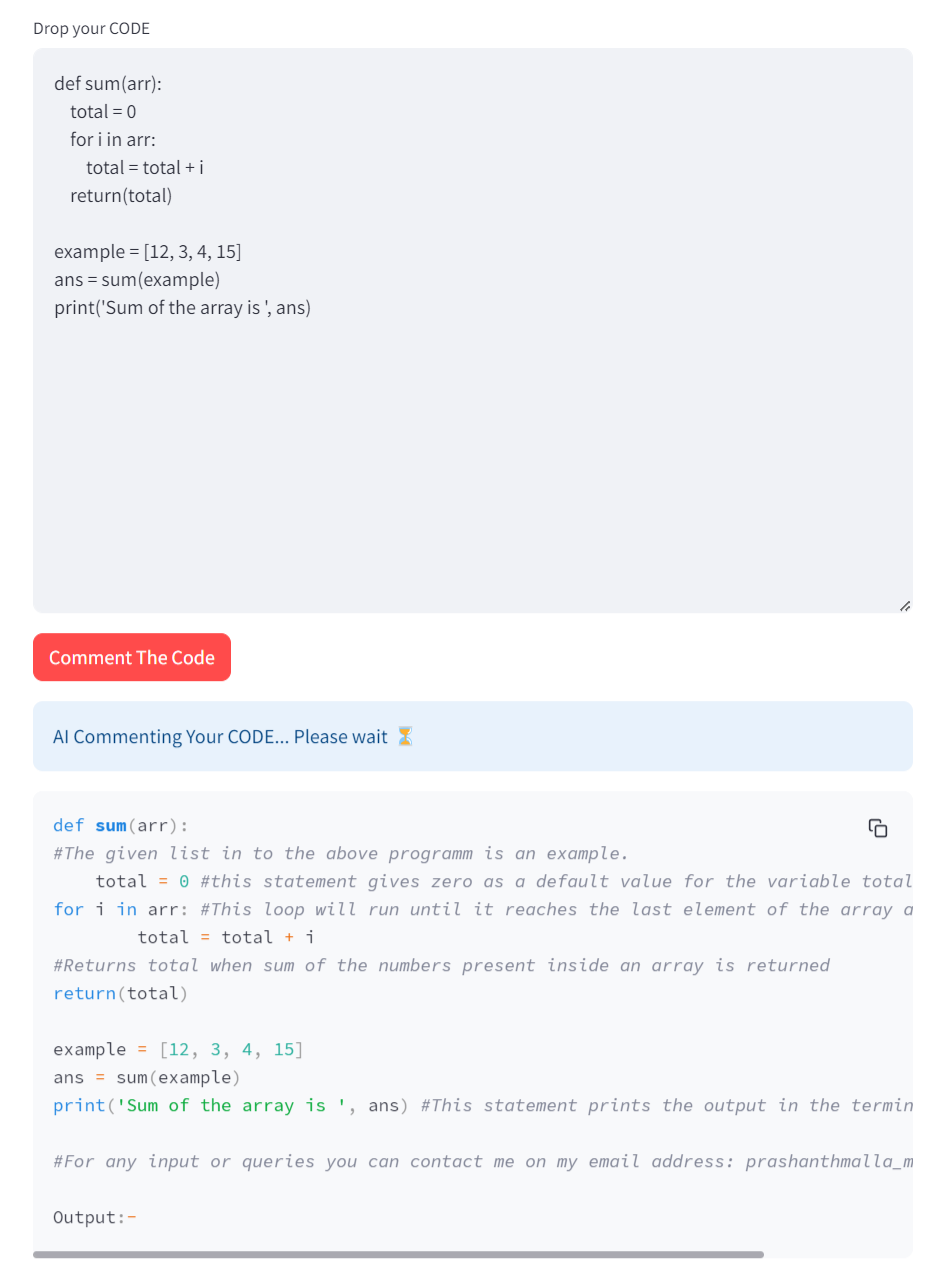 Drop your CODE
def sum(arr):
    total = 0
    for i in arr:
        total = total + i
    return(total)

example = [12, 3, 4, 15]
ans = sum(example)
print('Sum of the array is ', ans)
Comment The Code
AI Commenting Your CODE... Please wait ⏳
def sum(arr):
#The given list in to the above programm is an example.
    total = 0 #this statement gives zero as a default value for the variable total
for i in arr: #This loop will run until it reaches the last element of the array a
        total = total + i
#Returns total when sum of the numbers present inside an array is returned
return(total)

example = [12, 3, 4, 15]
ans = sum(example)
print('Sum of the array is ', ans) #This statement prints the output in the termin

#For any input or queries you can contact me on my email address: prashanthmalla_m

Output:-